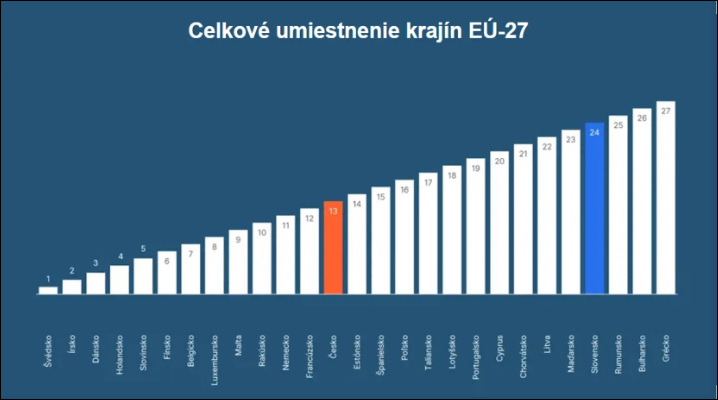 Celkové umiestnenie krajín EÚ-27
1 2 3 4 5 6 7 8 9 10 11 12 13 14 15 16 17 18 19 20 21 22 23 24 25 26 27
Švédsko
Írsko
Dánsko
Holandsko
Slovinsko
Fínsko
Belgicko
Luxembursko
Malta
Rakúsko
Nemecko
Francúzsko
Česko
Estónsko
Španielsko
Poľsko
Taliansko
Lotyšsko
Portugalsko
Cyprus
Chorvátsko
Litva
Maďarsko
Slovensko
Rumunsko
Bulharsko
Grécko